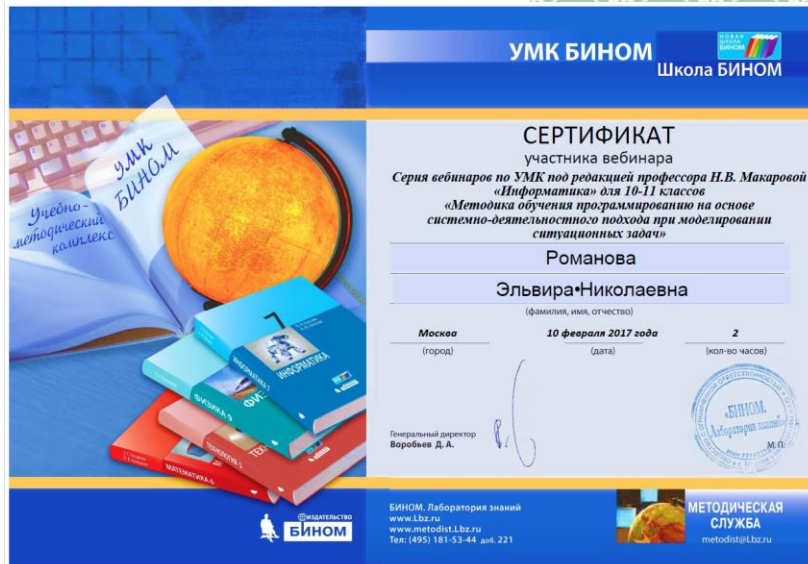 УМК БИНОМ
НОВАЯ
ШКОЛА
БИНОМ
Школа БИНОМ
УМК
БИНОМ
Учебно-
методический
комплекс
СЕРТИФИКАТ
участника вебинара
Серия вебинаров по УМК под редакцией профессора Н.В. Макаровой
«Информатика» для 10-11 классов
«Методика обучения программированию на основе
системно-деятельностного подхода при моделировании
ситуационных задач»
Романова
Эльвира•Николаевна
(фамилия, имя, отчество)
Москва 10 февраля 2017 года 2
(город) (дата) (кол-во часов)
Генеральный директор
Воробьев Д. А.
«БИНОМ.
Лаборатория знаний»
М.П.
7
ИНФОРМАТИКА 7
ИНФОРМАТИКА
ФИЗИКА 9
ТЕХНОЛОГИЯ 5
МАТЕМАТИКА 6
ИЗДАТЕЛЬСТВО
БИНОМ
БИНОМ. Лаборатория знаний
www.Lbz.ru
www.metodist.Lbz.ru
Тел: (495) 181-53-44 доб. 221
МЕТОДИЧЕСКАЯ
СЛУЖБА
metodist@Lbz.ru